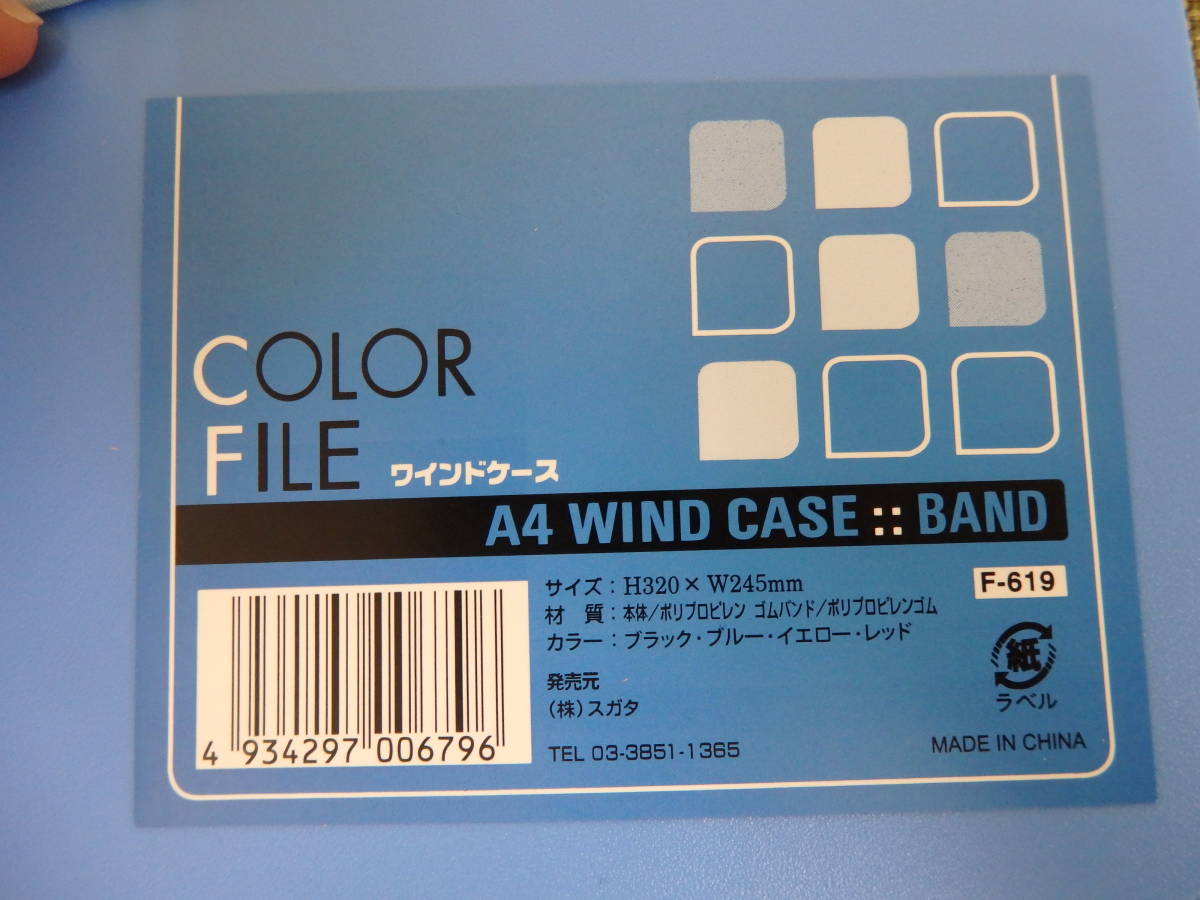 COLOR
FILE ワインドケース
A4 WIND CASE :: BAND
サイズ：H320×W245mm
F-619
材 質：本体/ポリプロピレン ゴムバンド/ポリプロピレンゴム
カラー：ブラック・ブルー・イエロー・レッド
発売元
(株)スガタ
TEL 03-3851-1365
紙
ラベル
MADE IN CHINA
4 934297 006796